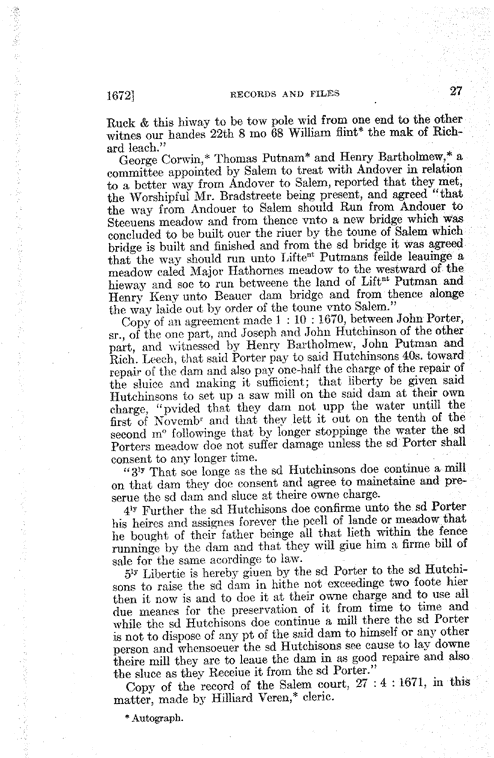 1672] RECORDS AND FILES 27
Ruck & this hiway to be tow pole wid from one end to the other
witnes our handes 22th 8 mo 68 William flint* the mak of Rich-
ard leach."
George Corwin,* Thomas Putnam* and Henry Bartholmew,* a
committee appointed by Salem to treat with Andover in relation
to a better way from Andover to Salem, reported that they met,
the Worshipful Mr. Bradstreete being present, and agreed "that
the way from Andouer to Salem should Run from Andouer to
Steeuens meadow and from thence vnto a new bridge which was
concluded to be built ouer the riuer by the toune of Salem which
bridge is built and finished and from the sd bridge it was agreed
that the way should run unto Lifteⁿᵗ Putmans feilde leauinge a
meadow caled Major Hathornes meadow to the westward of the
hieway and soe to run betweene the land of Liftⁿᵗ Putman and
Henry Keny unto Beauer dam bridge and from thence alonge
the way laide out by order of the toune vnto Salem."
Copy of an agreement made 1 : 10 : 1670, between John Porter,
sr., of the one part, and Joseph and John Hutchinson of the other
part, and witnessed by Henry Bartholmew, John Putman and
Rich. Leech, that said Porter pay to said Hutchinsons 40s. toward
repair of the dam and also pay one-half the charge of the repair of
the sluice and making it sufficient; that liberty be given said
Hutchinsons to set up a saw mill on the said dam at their own
charge, "pvided that they dam not upp the water untill the
first of Novembʳ and that they lett it out on the tenth of the
second mᵒ followinge that by longer stoppinge the water the sd
Porters meadow doe not suffer damage unless the sd Porter shall
consent to any longer time.
"3ˡʸ That soe longe as the sd Hutchinsons doe continue a mill
on that dam they doe consent and agree to mainetaine and pre-
serue the sd dam and sluce at theire owne charge.
4ˡʸ Further the sd Hutchisons doe confirme unto the sd Porter
his heires and assignes forever the pcell of lande or meadow that
he bought of their father beinge all that lieth within the fence
runninge by the dam and that they will giue him a firme bill of
sale for the same acordinge to law.
5ˡʸ Libertie is hereby giuen by the sd Porter to the sd Hutchi-
sons to raise the sd dam in hithe not exceedinge two foote hier
then it now is and to doe it at their owne charge and to use all
due meanes for the preservation of it from time to time and
while the sd Hutchisons doe continue a mill there the sd Porter
is not to dispose of any pt of the said dam to himself or any other
person and whensoeuer the sd Hutchisons see cause to lay downe
theire mill they are to leaue the dam in as good repaire and also
the sluce as they Receiue it from the sd Porter."
Copy of the record of the Salem court, 27 : 4 : 1671, in this
matter, made by Hilliard Veren,* cleric.
* Autograph.